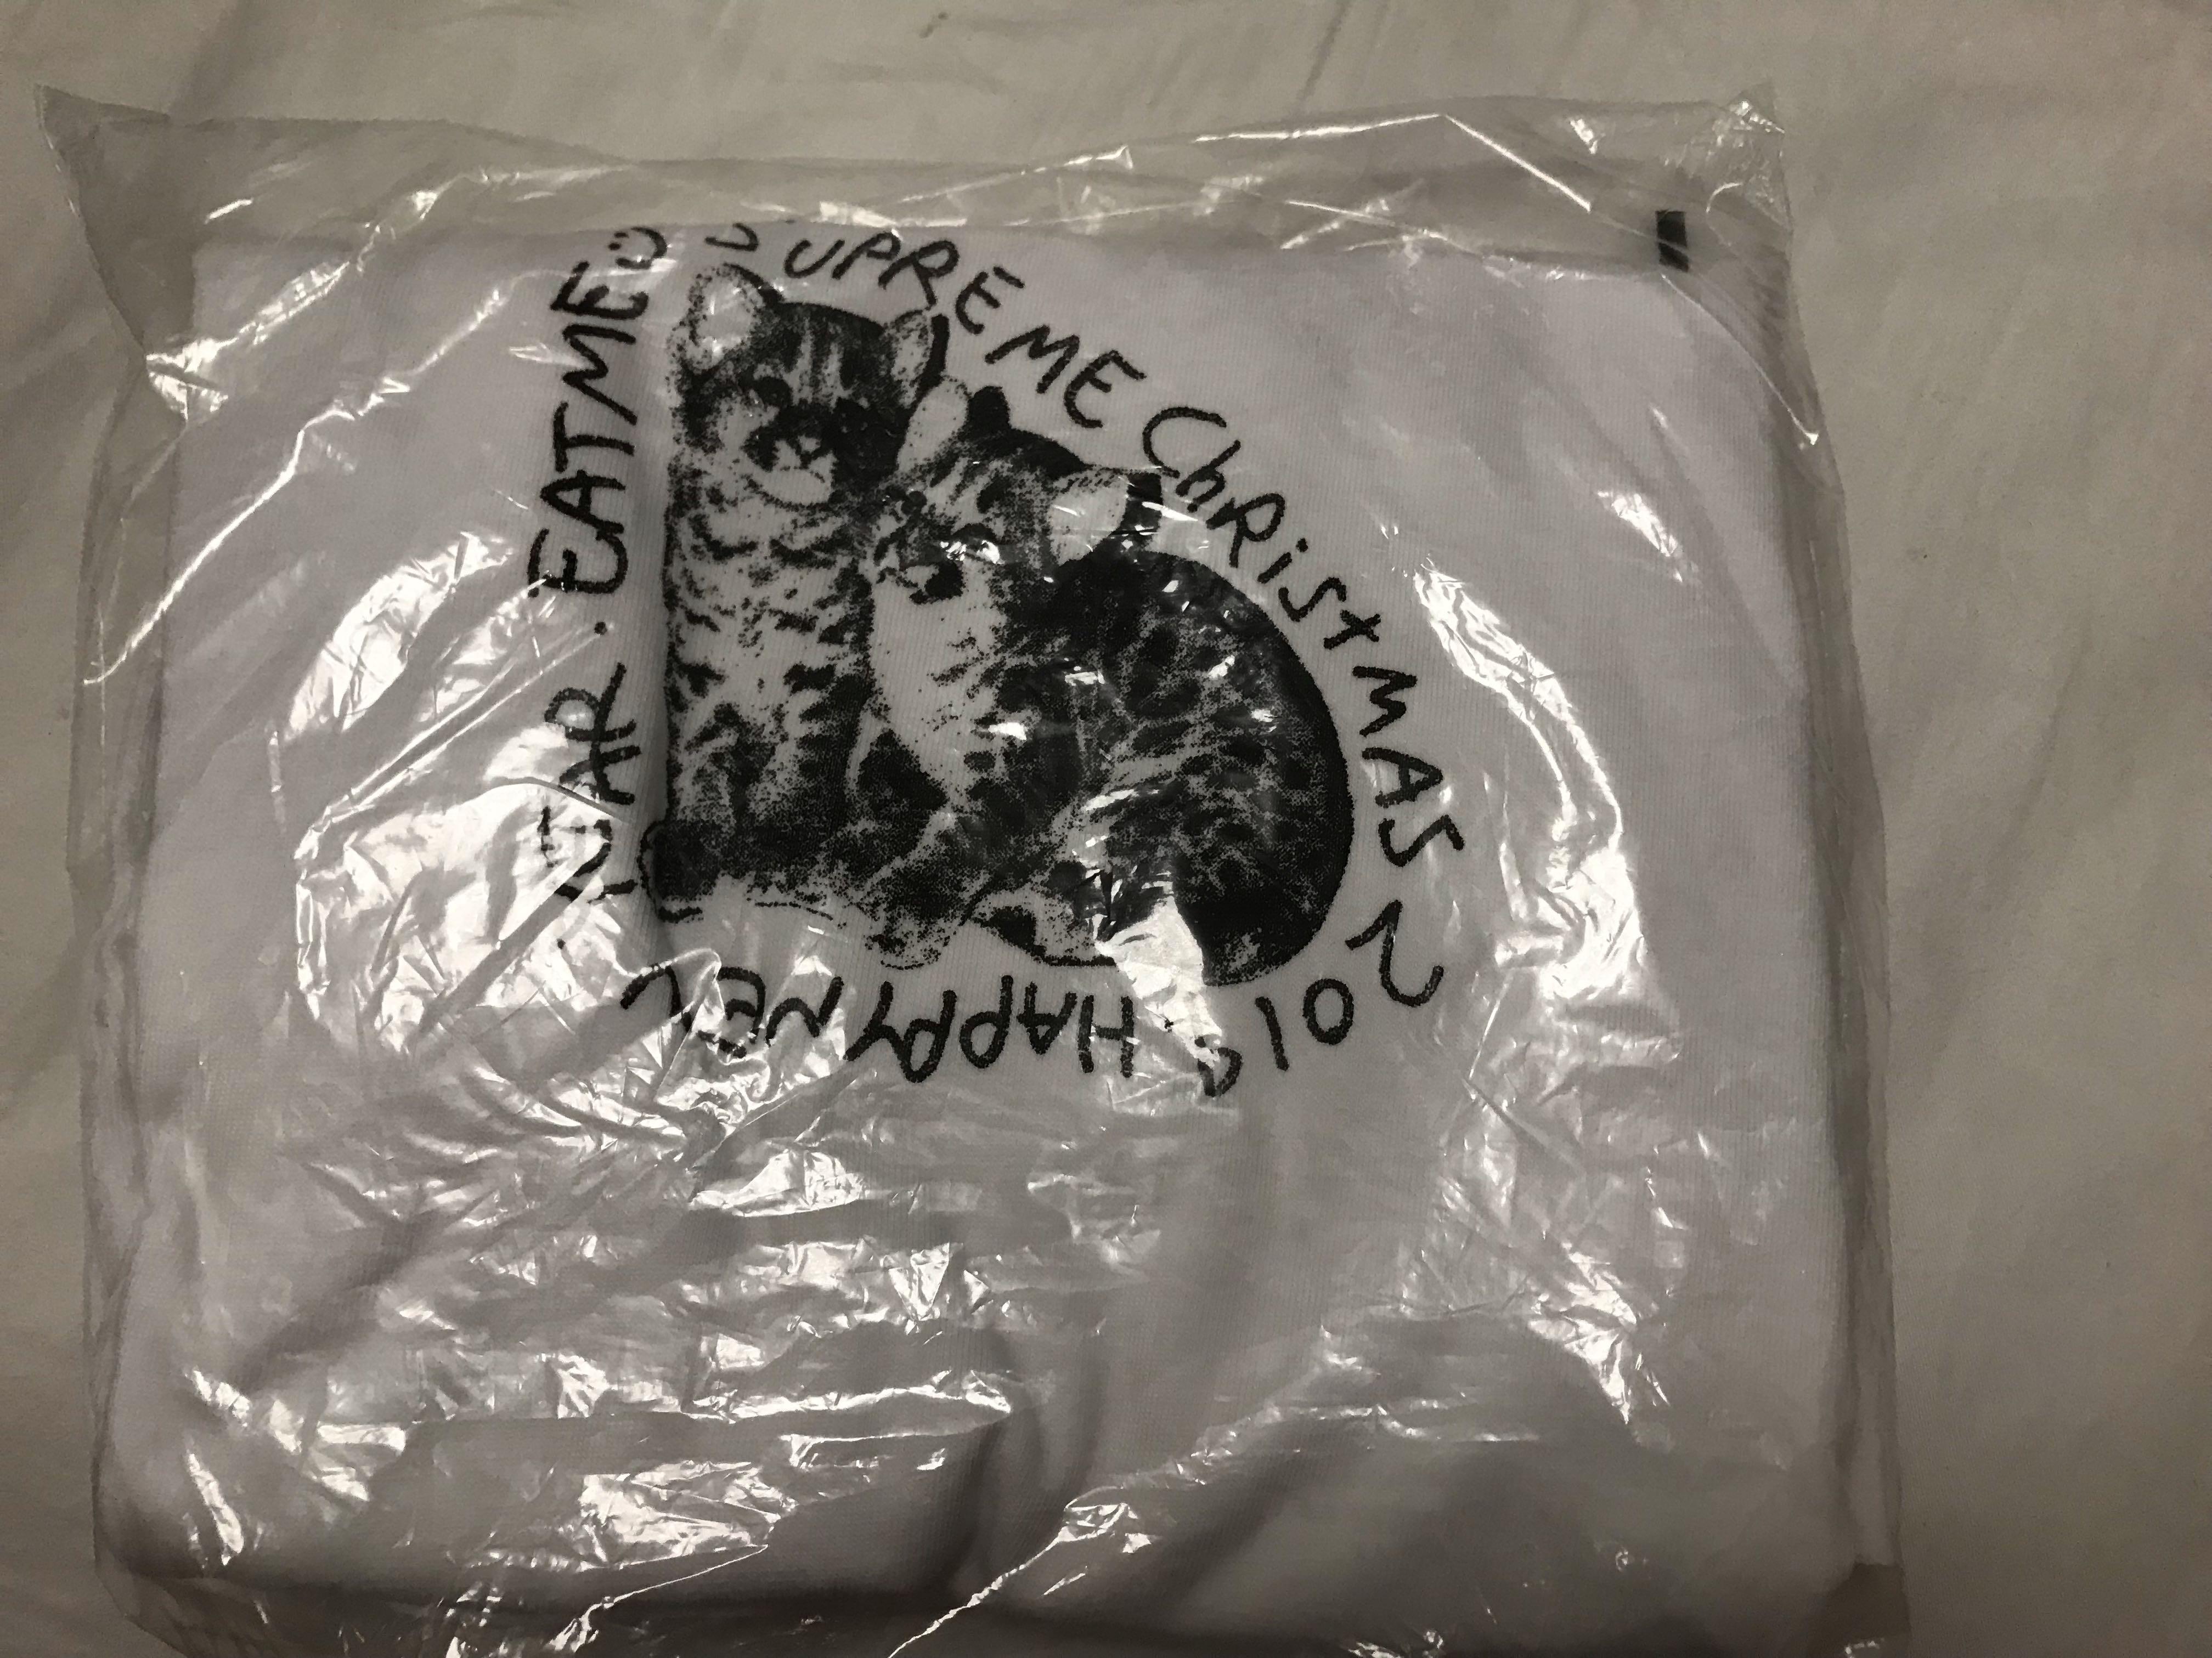 SUPREME ChRiStMAS 2018 HAPPY NEW YEAR. EATME